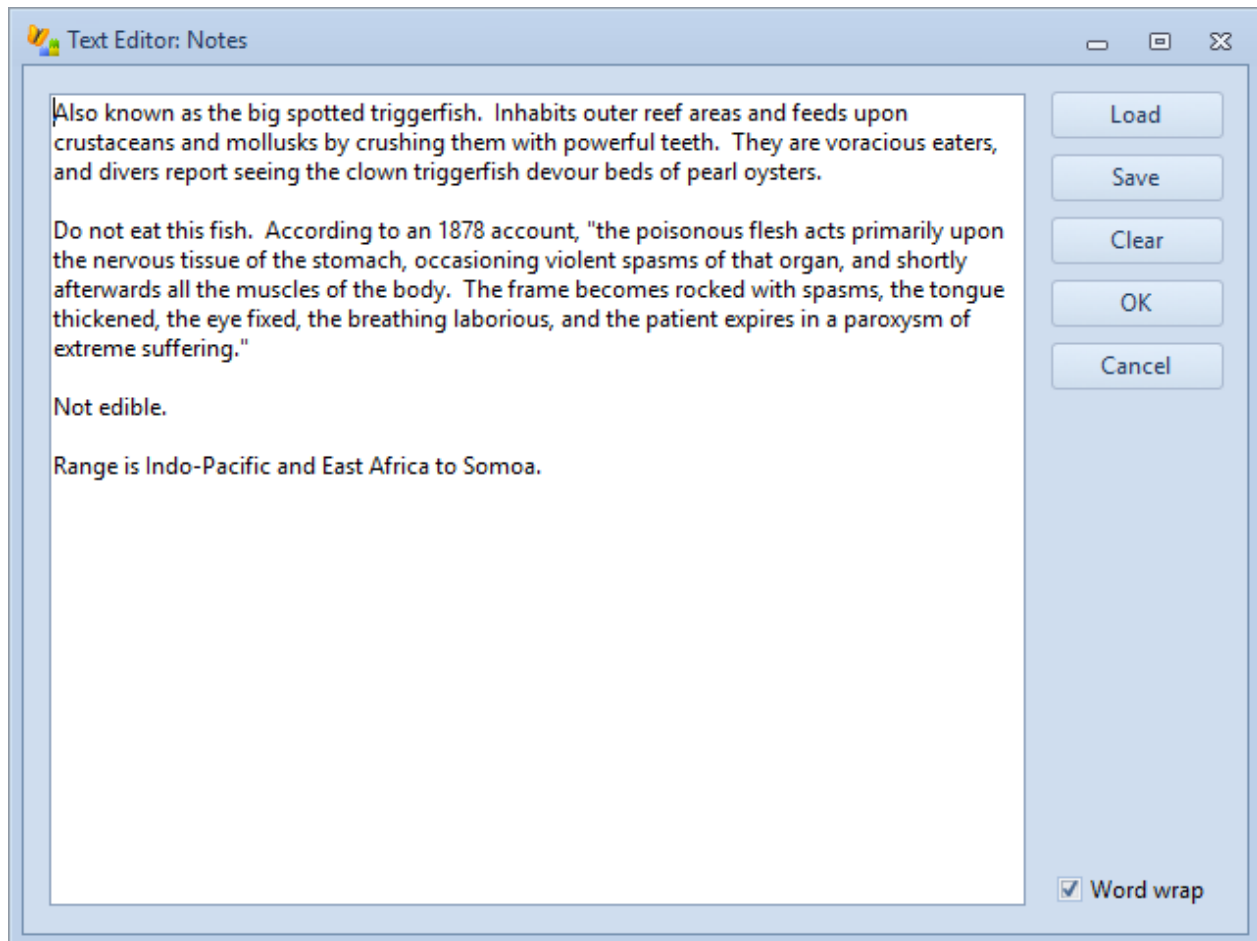 Text Editor: Notes
Also known as the big spotted triggerfish.  Inhabits outer reef areas and feeds upon
crustaceans and mollusks by crushing them with powerful teeth.  They are voracious eaters,
and divers report seeing the clown triggerfish devour beds of pearl oysters.
Do not eat this fish.  According to an 1878 account, "the poisonous flesh acts primarily upon
the nervous tissue of the stomach, occasioning violent spasms of that organ, and shortly
afterwards all the muscles of the body.  The frame becomes rocked with spasms, the tongue
thickened, the eye fixed, the breathing laborious, and the patient expires in a paroxysm of
extreme suffering."
Not edible.
Range is Indo-Pacific and East Africa to Somoa.
Load
Save
Clear
OK
Cancel
Word wrap